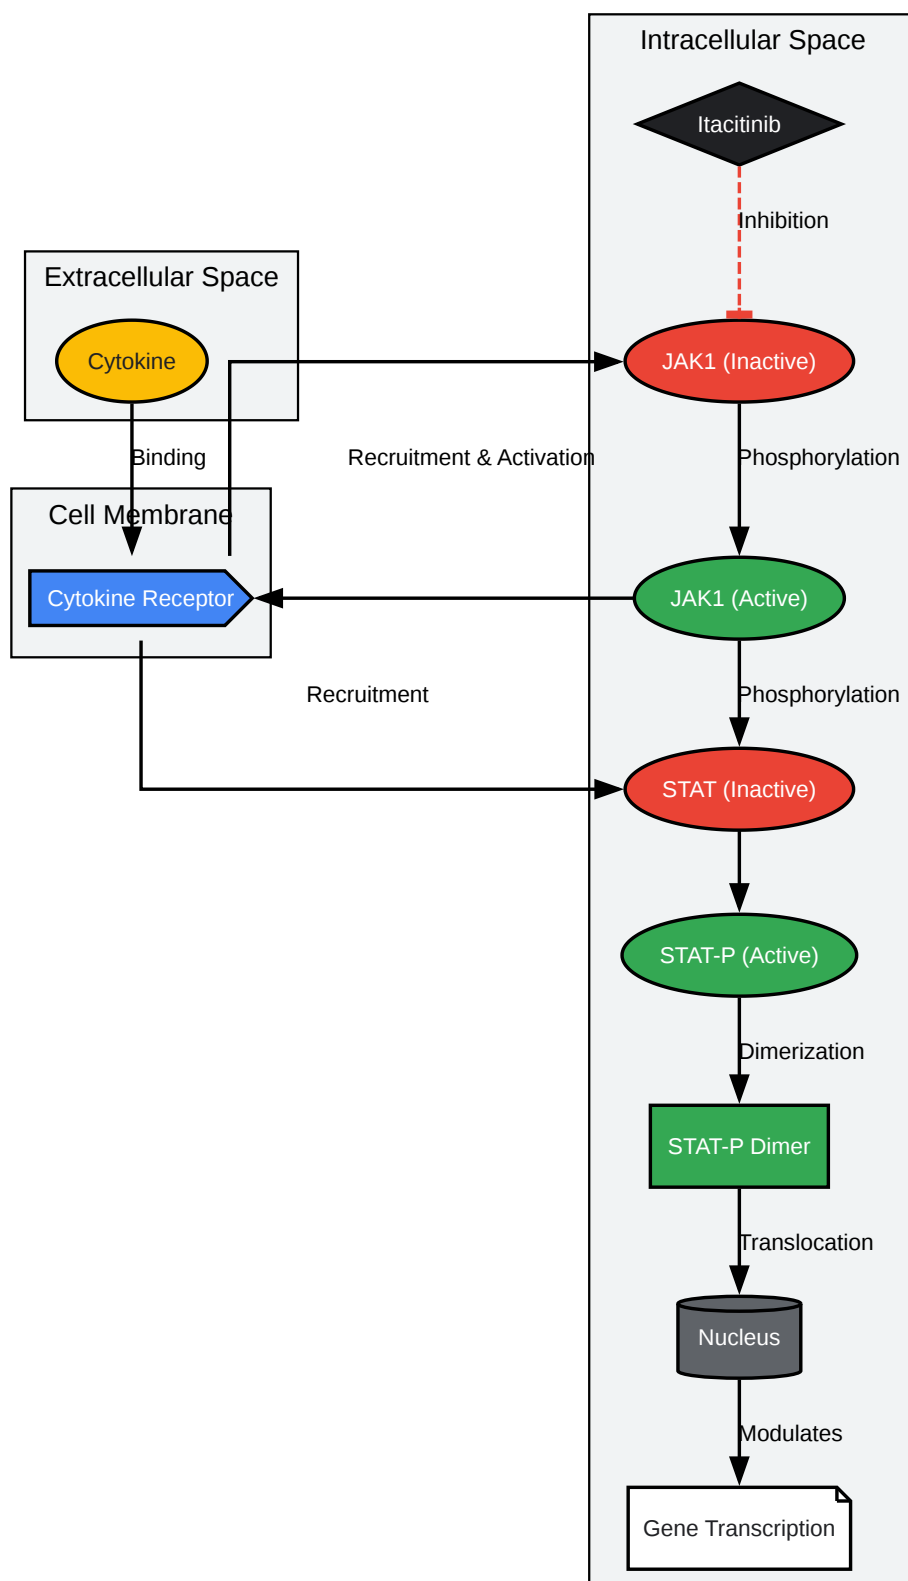 Intracellular Space
Itacitinib
Inhibition
Extracellular Space
Cytokine
JAK1 (Inactive)
Binding
Recruitment & Activation
Phosphorylation
Cell Membrane
Cytokine Receptor
JAK1 (Active)
Recruitment
Phosphorylation
STAT (Inactive)
STAT-P (Active)
Dimerization
STAT-P Dimer
Translocation
Nucleus
Modulates
Gene Transcription